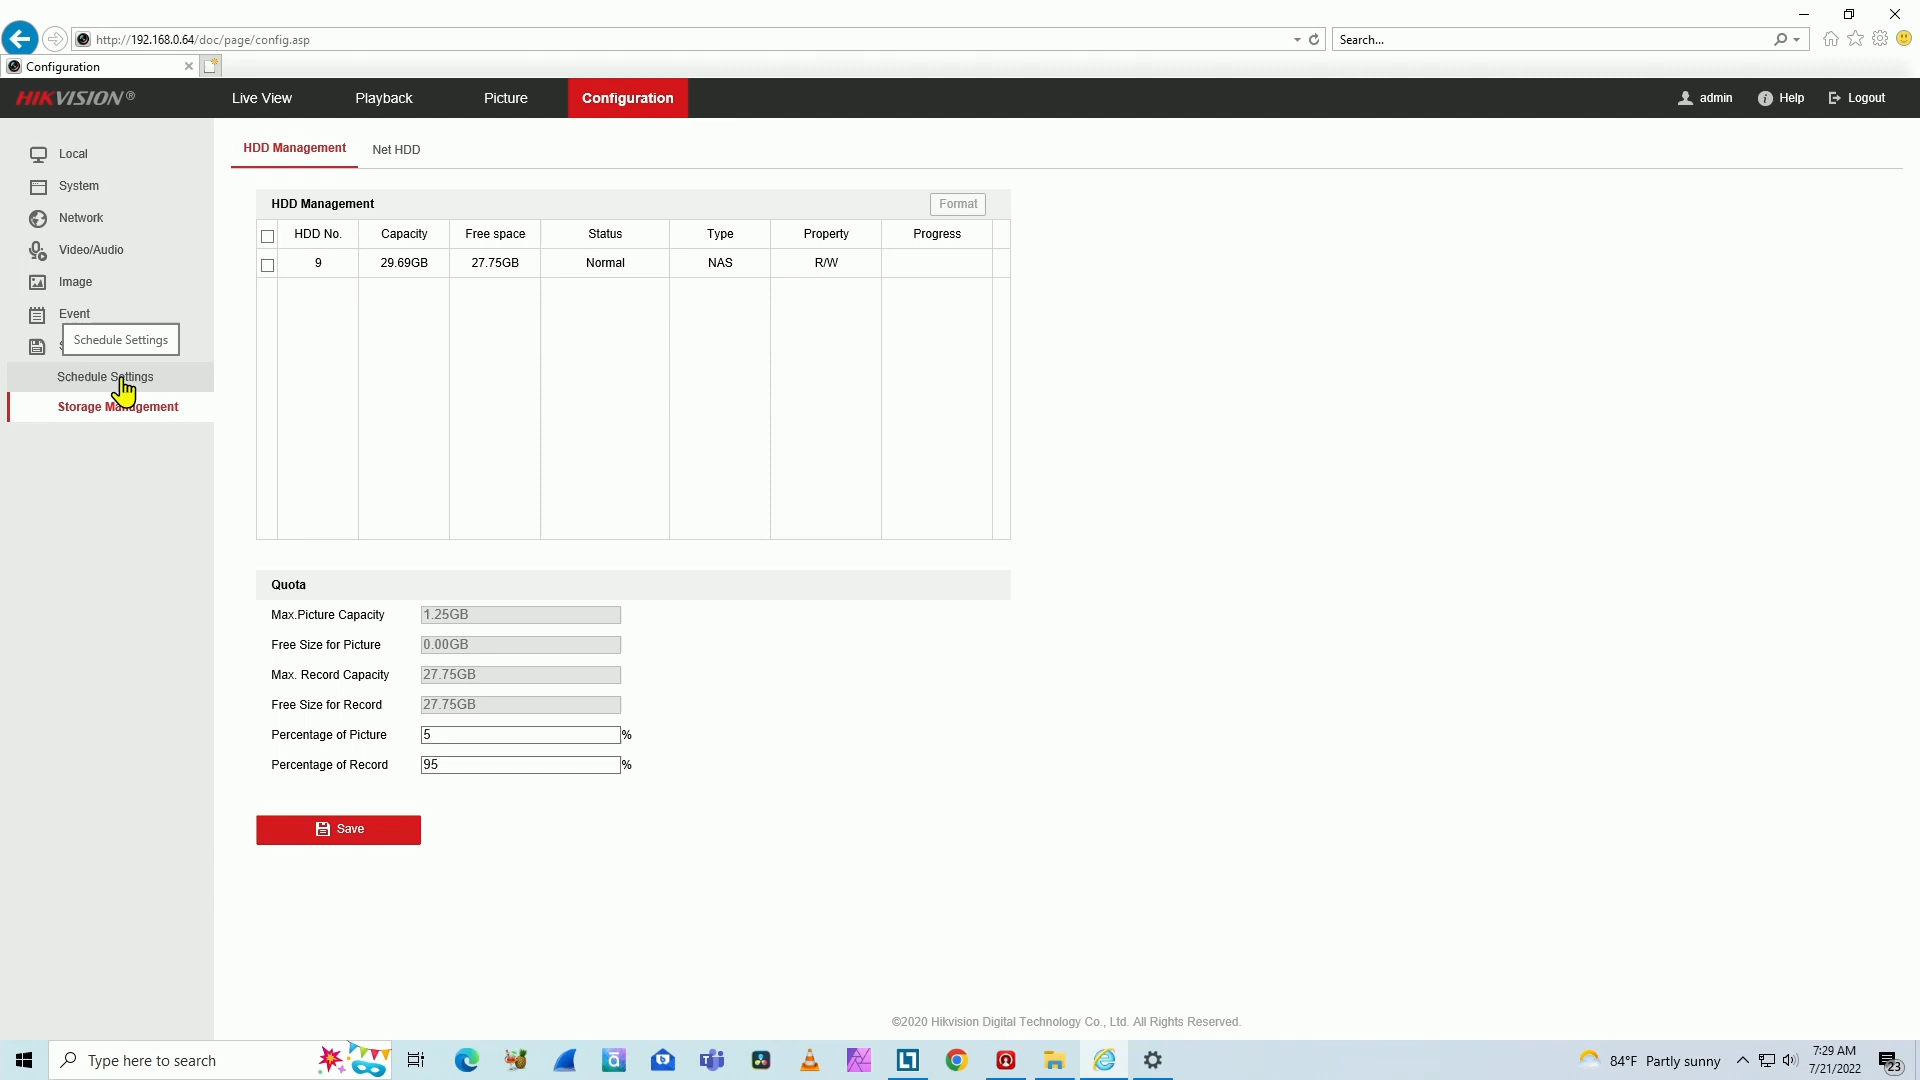 http://192.168.0.64/doc/page/config.asp
Search...
Configuration
HIKVISION®
Live View
Playback
Picture
Configuration
admin
Help
Logout
Local
System
Network
Video/Audio
Image
Event
Schedule Settings
Schedule Settings
Storage Management
HDD Management
Net HDD
HDD Management
Format
HDD No. Capacity Free space Status Type Property Progress
9 29.69GB 27.75GB Normal NAS R/W
Quota
Max.Picture Capacity 1.25GB
Free Size for Picture 0.00GB
Max. Record Capacity 27.75GB
Free Size for Record 27.75GB
Percentage of Picture 5 %
Percentage of Record 95 %
Save
©2020 Hikvision Digital Technology Co., Ltd. All Rights Reserved.
Type here to search
84°F Partly sunny
7:29 AM
7/21/2022
23